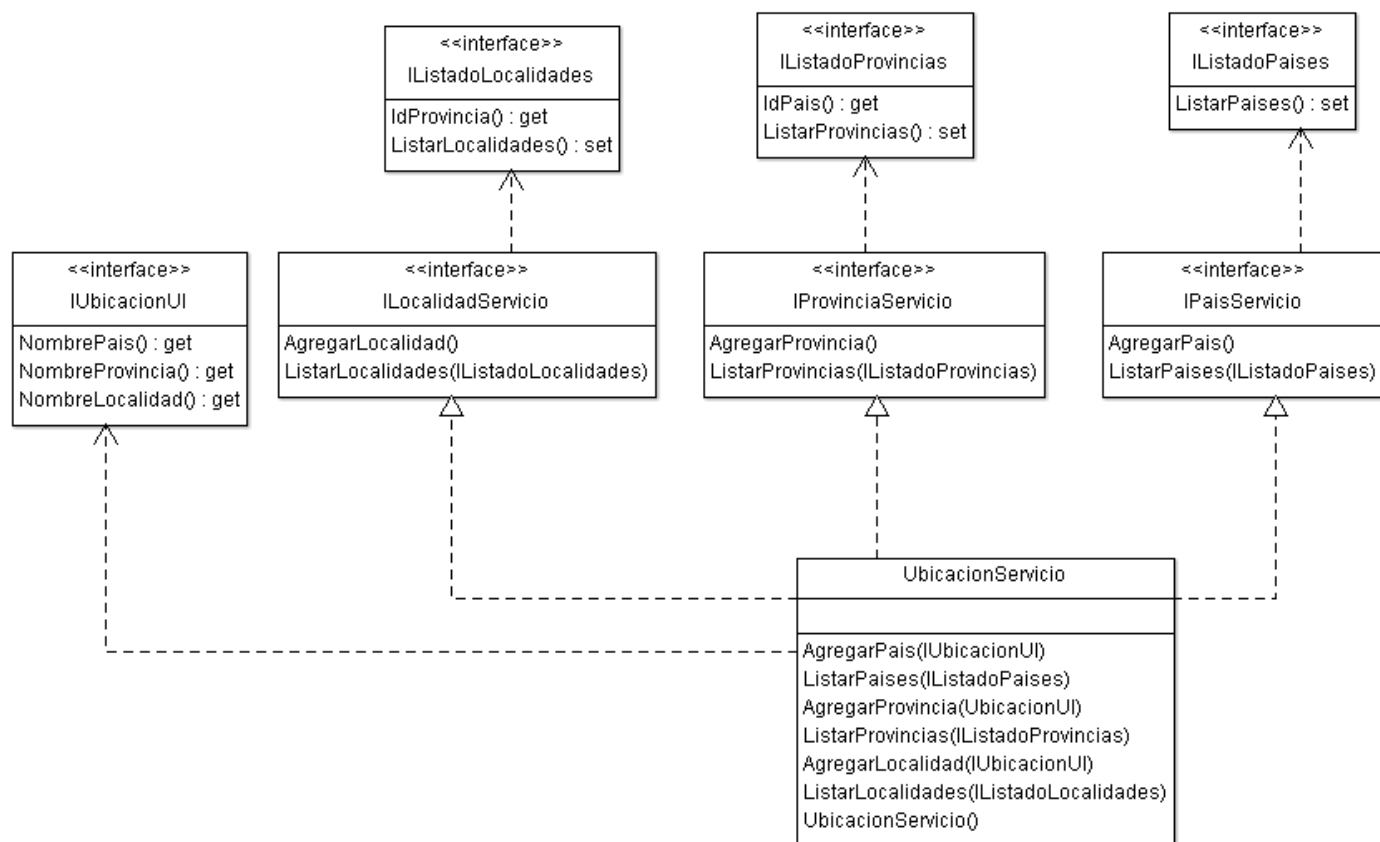 <<interface>>
IListadoLocalidades
IdProvincia() : get
ListarLocalidades() : set
<<interface>>
IListadoProvincias
IdPais() : get
ListarProvincias() : set
<<interface>>
IListadoPaises
ListarPaises() : set
<<interface>>
IUbicacionUI
NombrePais() : get
NombreProvincia() : get
NombreLocalidad() : get
<<interface>>
ILocalidadServicio
AgregarLocalidad()
ListarLocalidades(IListadoLocalidades)
<<interface>>
IProvinciaServicio
AgregarProvincia()
ListarProvincias(IListadoProvincias)
<<interface>>
IPaisServicio
AgregarPais()
ListarPaises(IListadoPaises)
UbicacionServicio
AgregarPais(IUbicacionUI)
ListarPaises(IListadoPaises)
AgregarProvincia(UbicacionUI)
ListarProvincias(IListadoProvincias)
AgregarLocalidad(IUbicacionUI)
ListarLocalidades(IListadoLocalidades)
UbicacionServicio()